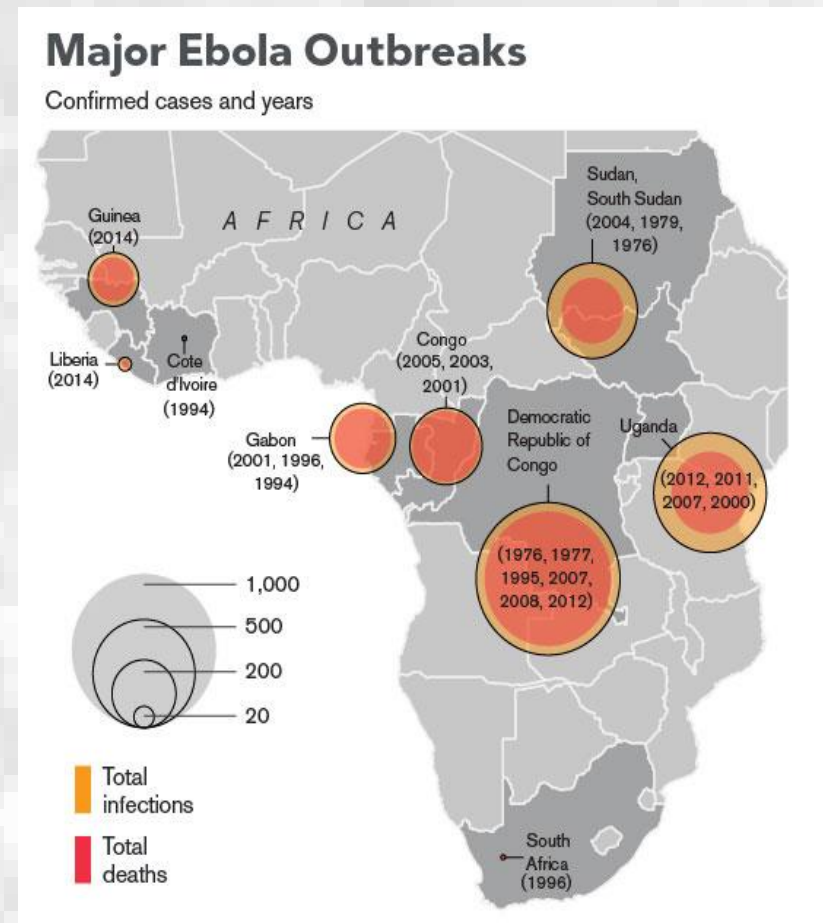 Major Ebola Outbreaks
Confirmed cases and years
AFRICA
Guinea
(2014)
Liberia
(2014)
Cote
d'Ivoire
(1994)
Sudan,
South Sudan
(2004, 1979,
1976)
Congo
(2005, 2003,
2001)
Gabon
(2001, 1996,
1994)
Democratic
Republic of
Congo
(1976, 1977,
1995, 2007,
2008, 2012)
Uganda
(2012, 2011,
2007, 2000)
1,000
500
200
20
Total
infections
Total
deaths
South
Africa
(1996)